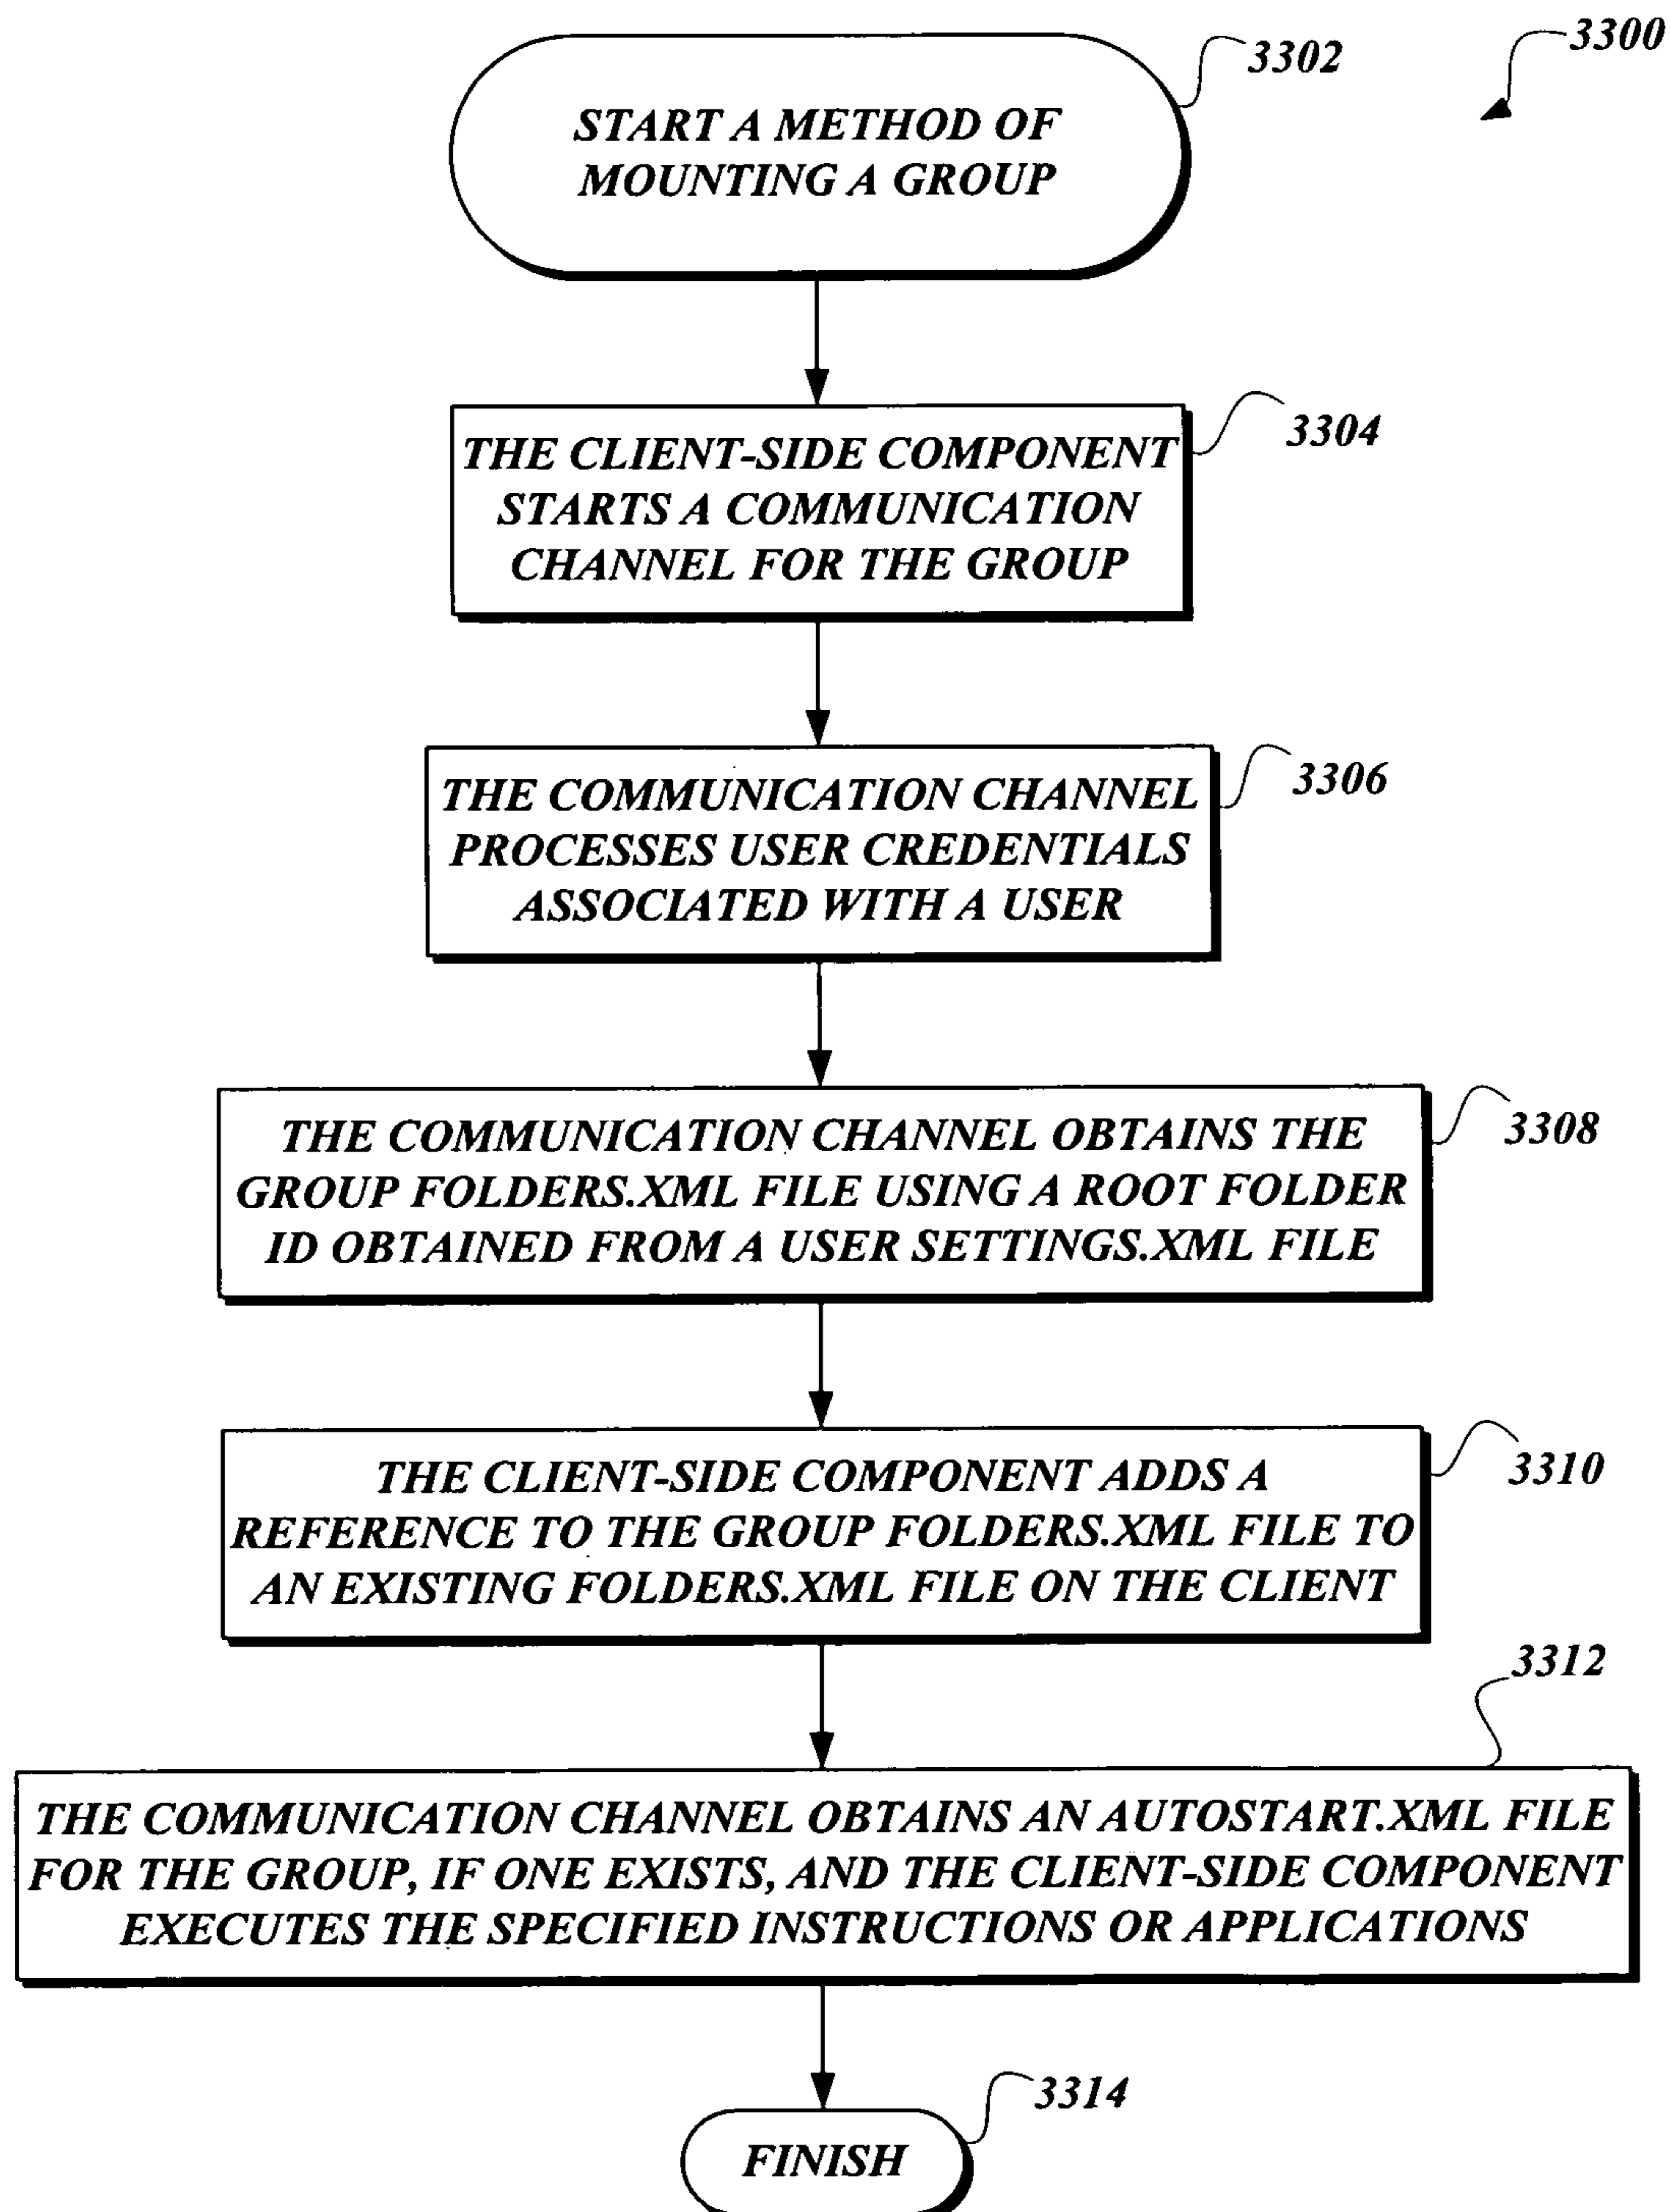 3300
3302
START A METHOD OF
MOUNTING A GROUP
3304
THE CLIENT-SIDE COMPONENT
STARTS A COMMUNICATION
CHANNEL FOR THE GROUP
3306
THE COMMUNICATION CHANNEL
PROCESSES USER CREDENTIALS
ASSOCIATED WITH A USER
3308
THE COMMUNICATION CHANNEL OBTAINS THE
GROUP FOLDERS.XML FILE USING A ROOT FOLDER
ID OBTAINED FROM A USER SETTINGS.XML FILE
3310
THE CLIENT-SIDE COMPONENT ADDS A
REFERENCE TO THE GROUP FOLDERS.XML FILE TO
AN EXISTING FOLDERS.XML FILE ON THE CLIENT
3312
THE COMMUNICATION CHANNEL OBTAINS AN AUTOSTART.XML FILE
FOR THE GROUP, IF ONE EXISTS, AND THE CLIENT-SIDE COMPONENT
EXECUTES THE SPECIFIED INSTRUCTIONS OR APPLICATIONS
3314
FINISH